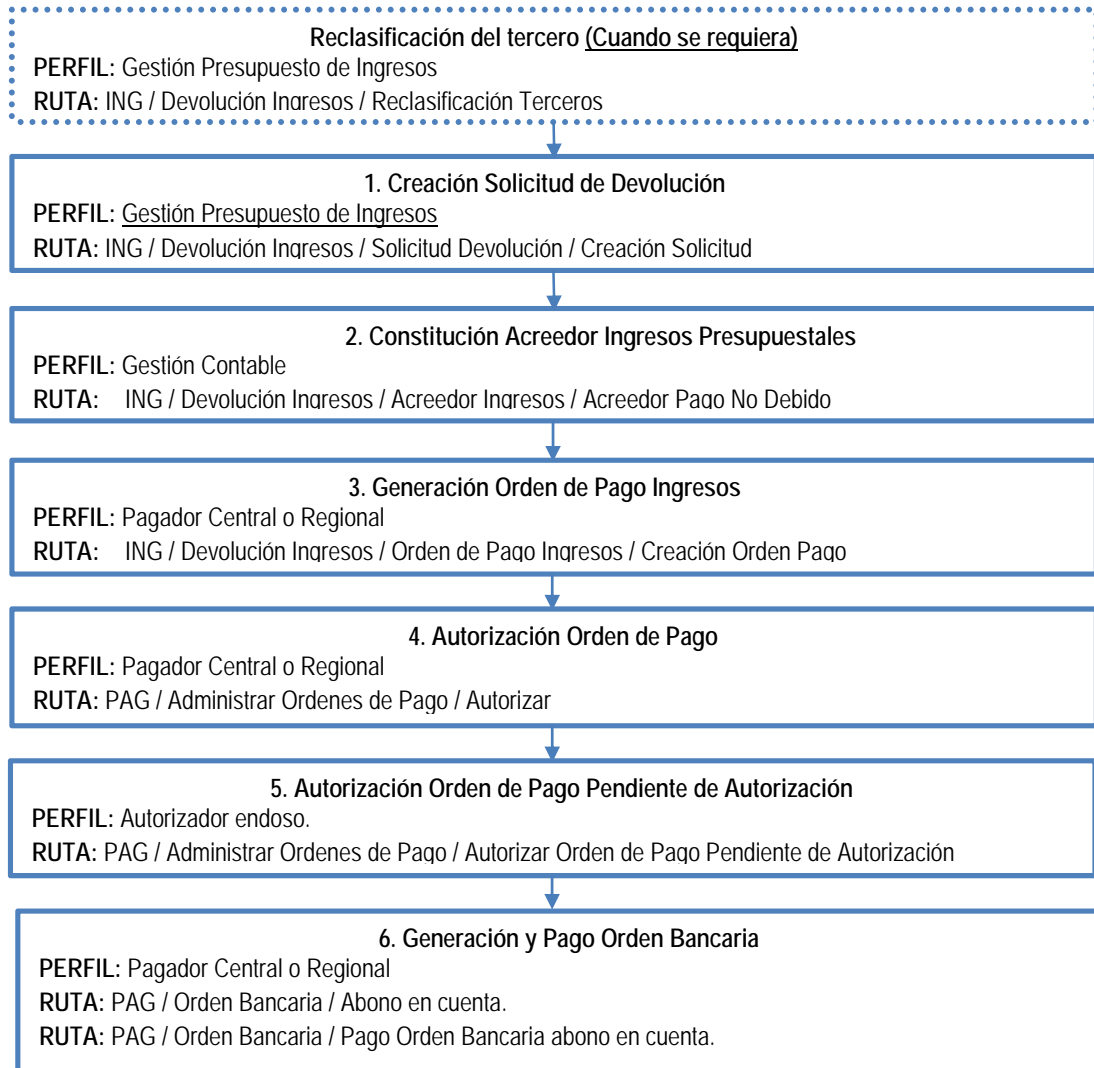 Reclasificación del tercero (Cuando se requiera)
PERFIL: Gestión Presupuesto de Ingresos
RUTA: ING / Devolución Ingresos / Reclasificación Terceros
1. Creación Solicitud de Devolución
PERFIL: Gestión Presupuesto de Ingresos
RUTA: ING / Devolución Ingresos / Solicitud Devolución / Creación Solicitud
2. Constitución Acreedor Ingresos Presupuestales
PERFIL: Gestión Contable
RUTA: ING / Devolución Ingresos / Acreedor Ingresos / Acreedor Pago No Debido
3. Generación Orden de Pago Ingresos
PERFIL: Pagador Central o Regional
RUTA: ING / Devolución Ingresos / Orden de Pago Ingresos / Creación Orden Pago
4. Autorización Orden de Pago
PERFIL: Pagador Central o Regional
RUTA: PAG / Administrar Ordenes de Pago / Autorizar
5. Autorización Orden de Pago Pendiente de Autorización
PERFIL: Autorizador endoso.
RUTA: PAG / Administrar Ordenes de Pago / Autorizar Orden de Pago Pendiente de Autorización
6. Generación y Pago Orden Bancaria
PERFIL: Pagador Central o Regional
RUTA: PAG / Orden Bancaria / Abono en cuenta.
RUTA: PAG / Orden Bancaria / Pago Orden Bancaria abono en cuenta.